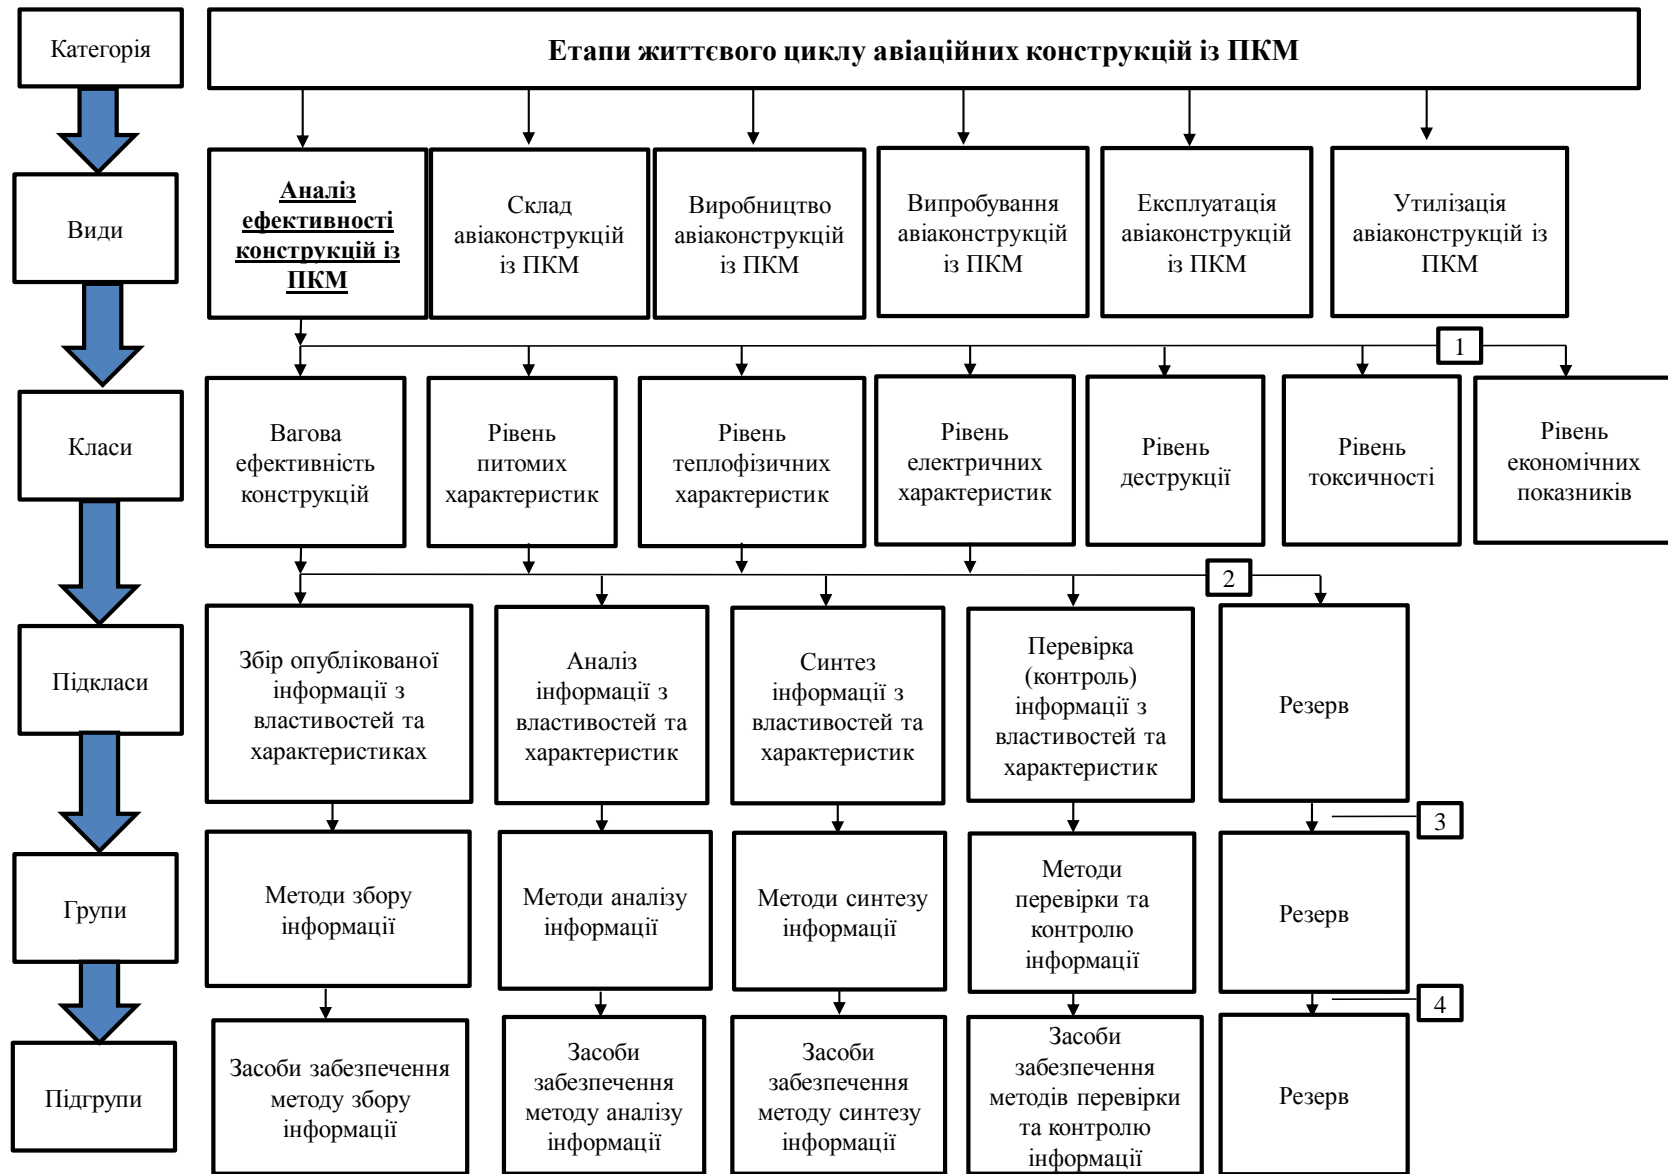 Категорія
Етапи життєвого циклу авіаційних конструкцій із ПКМ
Види
Аналіз
ефективності
конструкцій із
ПКМ
Склад
авіаконструкцій
із ПКМ
Виробництво
авіаконструкцій
із ПКМ
Випробування
авіаконструкцій
із ПКМ
Експлуатація
авіаконструкцій
із ПКМ
Утилізація
авіаконструкцій із
ПКМ
1
Класи
Вагова
ефективність
конструкцій
Рівень
питомих
характеристик
Рівень
теплофізичних
характеристик
Рівень
електричних
характеристик
Рівень
деструкції
Рівень
токсичності
Рівень
економічних
показників
2
Підкласи
Збір опублікованої
інформації з
властивостей та
характеристиках
Аналіз
інформації з
властивостей та
характеристик
Синтез
інформації з
властивостей та
характеристик
Перевірка
(контроль)
інформації з
властивостей та
характеристик
Резерв
3
Групи
Методи збору
інформації
Методи аналізу
інформації
Методи синтезу
інформації
Методи
перевірки та
контролю
інформації
Резерв
4
Підгрупи
Засоби забезпечення
методу збору
інформації
Засоби
забезпечення
методу аналізу
інформації
Засоби
забезпечення
методу синтезу
інформації
Засоби
забезпечення
методів перевірки
та контролю
інформації
Резерв